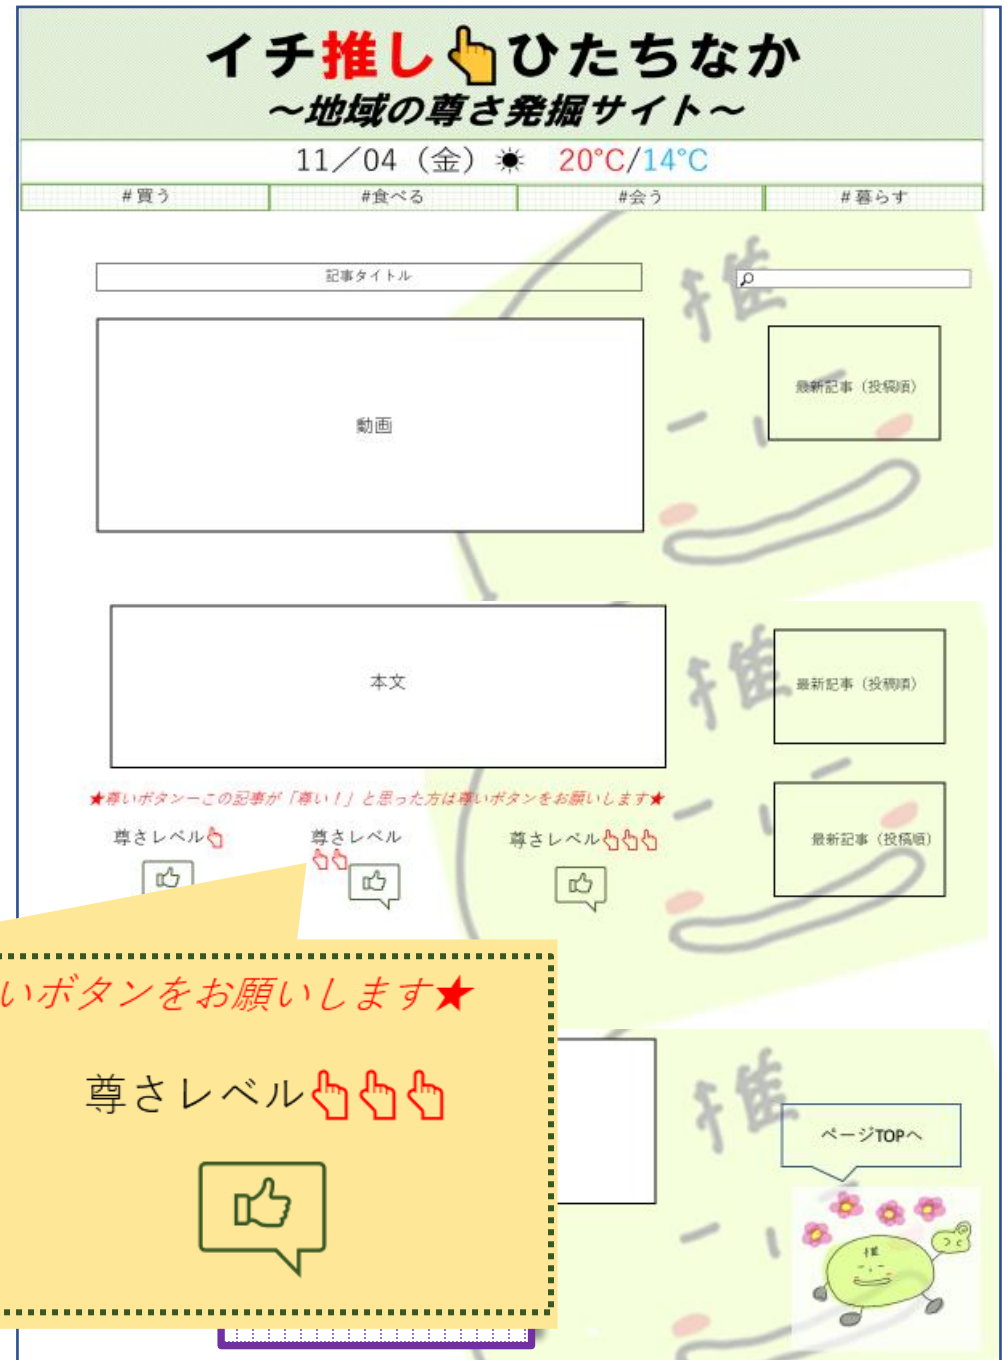 イチ推し👆ひたちなか
～地域の尊さ発掘サイト～
11／04（金）☀ 20℃/14℃
#買う #食べる #会う #暮らす
記事タイトル
推
動画
最新記事（投稿順）
本文
推
最新記事（投稿順）
★尊いボタンーこの記事が「尊い！」と思った方は尊いボタンをお願いします★
尊さレベル👆
尊さレベル👆👆
尊さレベル👆👆👆
最新記事（投稿順）
いボタンをお願いします★
尊さレベル👆👆👆
推
ページTOPへ
推